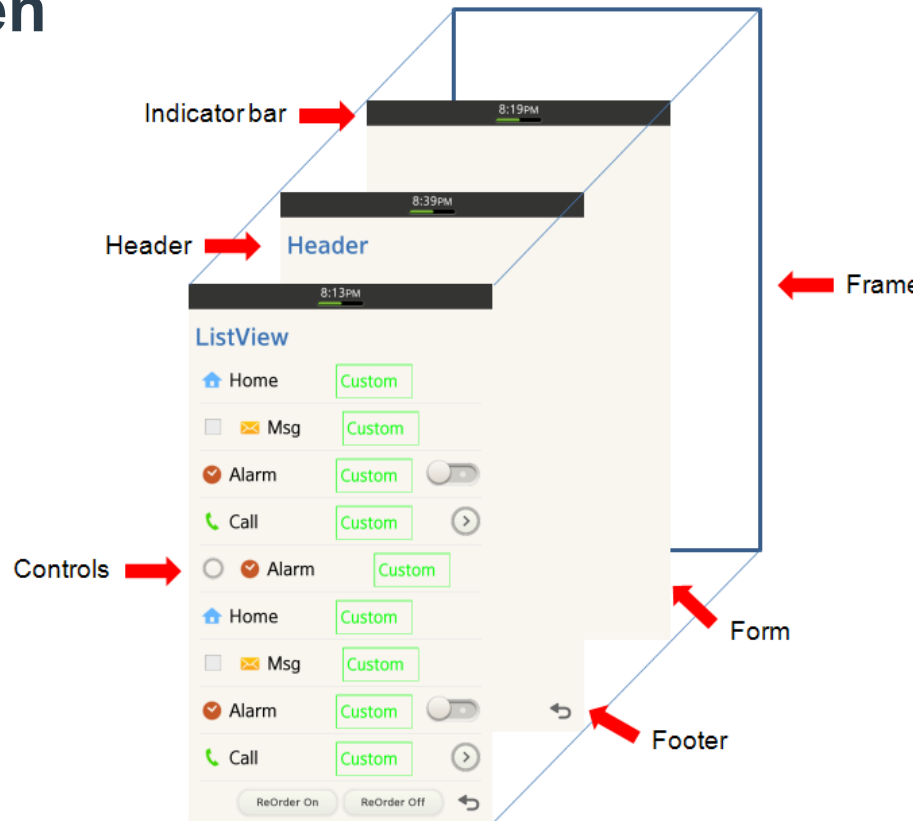 en
Indicator bar
8:19PM
8:39PM
Header
Header
Frame
8:13PM
ListView
Home Custom
Msg Custom
Alarm Custom
Call Custom
Controls
Alarm Custom
Home Custom
Form
Msg Custom
Alarm Custom
Footer
Call Custom
ReOrder On ReOrder Off